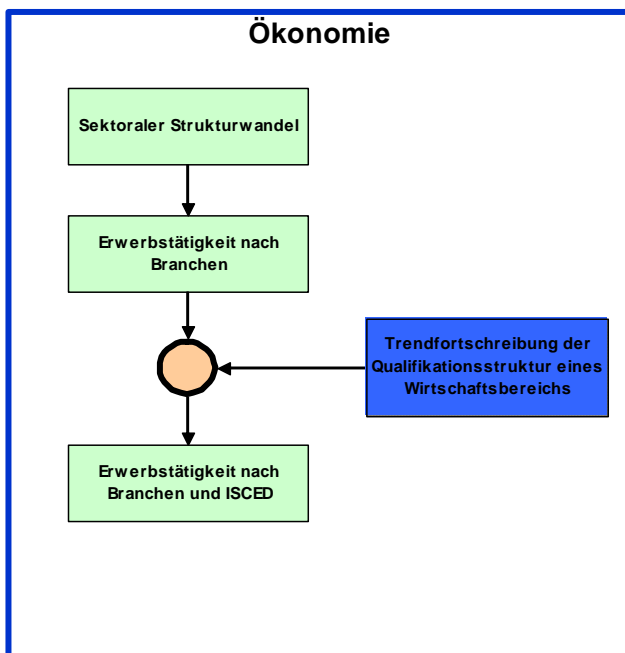 Ökonomie
Sektoraler Strukturwandel
Erwerbstätigkeit nach
Branchen
Trendfortschreibung der
Qualifikationsstruktur eines
Wirtschaftsbereichs
Erwerbstätigkeit nach
Branchen und ISCED